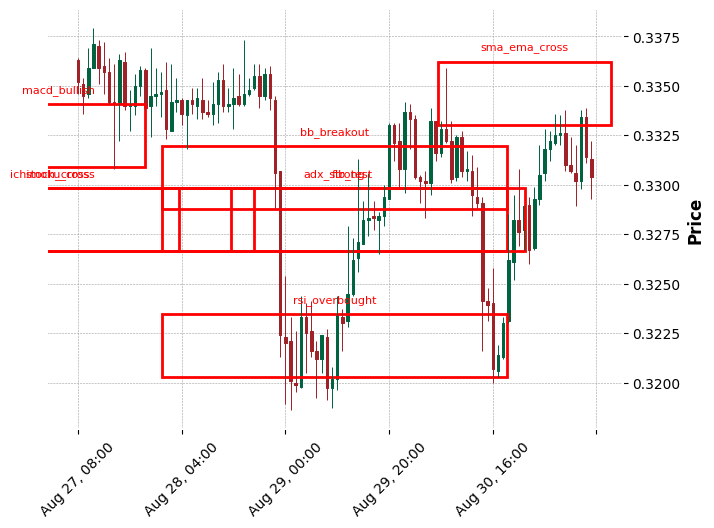 sma_ema_cross
macd_bullish
bb_breakout
adx_strong
rsi_overbought
0.3375
0.3350
0.3325
0.3300
0.3275
0.3250
0.3225
0.3200
Price
Aug 27, 08:00
Aug 28, 04:00
Aug 29, 00:00
Aug 29, 20:00
Aug 30, 16:00